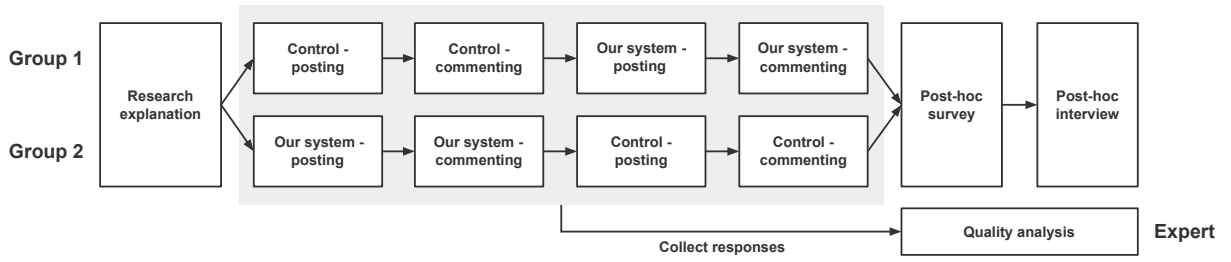 Group 1
Group 2
Research
explanation
Control -
posting
Control -
commenting
Our system -
posting
Our system -
commenting
Our system -
posting
Our system -
commenting
Control -
posting
Control -
commenting
Post-hoc
survey
Post-hoc
interview
Collect responses
Quality analysis
Expert